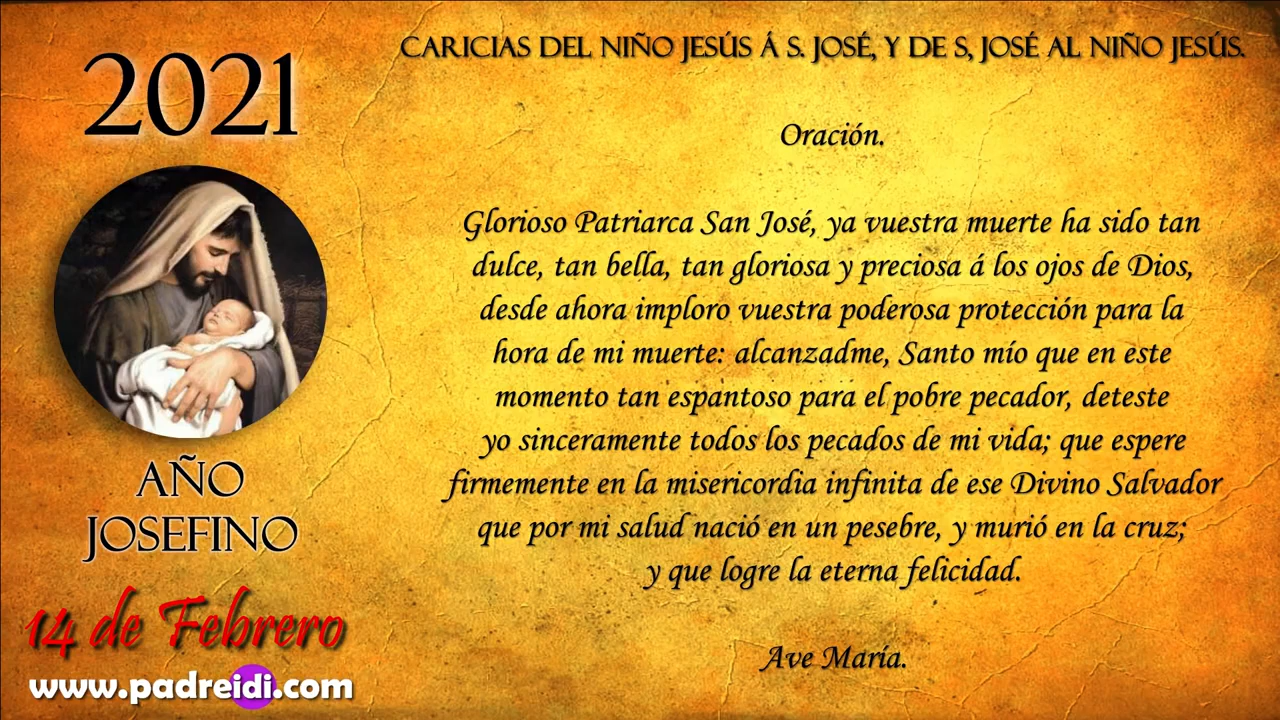 2021
AÑO
JOSEFINO
14 de Febrero
www.padreidi.com
CARICIAS DEL NIÑO JESÚS Á S. JOSÉ, Y DE S, JOSÉ AL NIÑO JESÚS.
Oración.
Glorioso Patriarca San José, ya vuestra muerte ha sido tan
dulce, tan bella, tan gloriosa y preciosa á los ojos de Dios,
desde ahora imploro vuestra poderosa protección para la
hora de mi muerte: alcanzadme, Santo mío que en este
momento tan espantoso para el pobre pecador, deteste
yo sinceramente todos los pecados de mi vida; que espere
firmemente en la misericordia infinita de ese Divino Salvador
que por mi salud nació en un pesebre, y murió en la cruz;
y que logre la eterna felicidad.
Ave María.